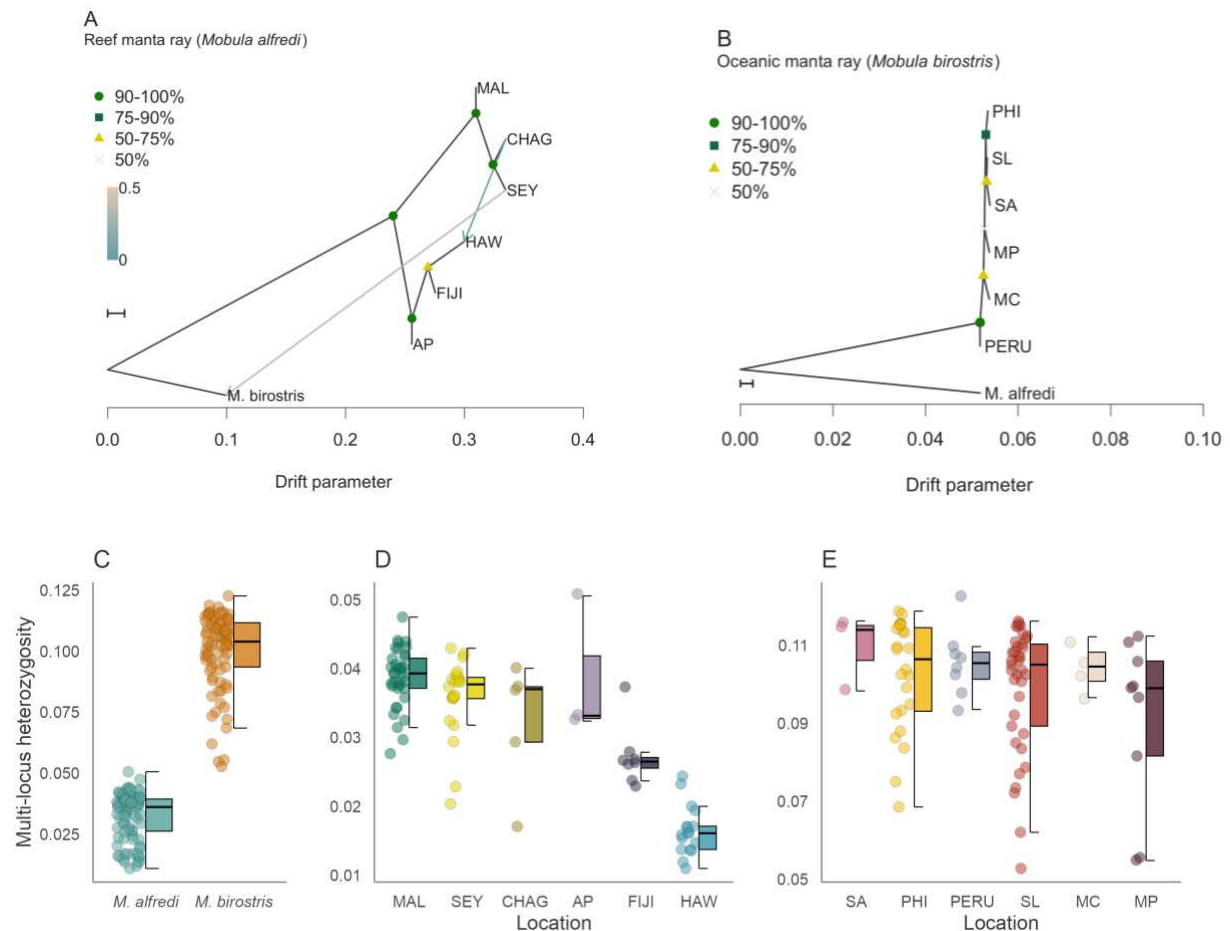 A
Reef manta ray (Mobula alfredi)
90-100%
75-90%
50-75%
50%
0.5
0
MAL
CHAG
SEY
HAW
FIJI
AP
M. birostris
0.0 0.1 0.2 0.3 0.4
Drift parameter
B
Oceanic manta ray (Mobula birostris)
90-100%
75-90%
50-75%
50%
PHI
SL
SA
MP
MC
PERU
M. alfredi
0.00 0.02 0.04 0.06 0.08 0.10
Drift parameter
C
Multi-locus heterozygosity
0.125
0.100
0.075
0.050
0.025
M. alfredi M. birostris
D
0.05
0.04
0.03
0.02
0.01
MAL SEY CHAG AP FIJI HAW
Location
E
0.11
0.09
0.07
0.05
SA PHI PERU SL MC MP
Location